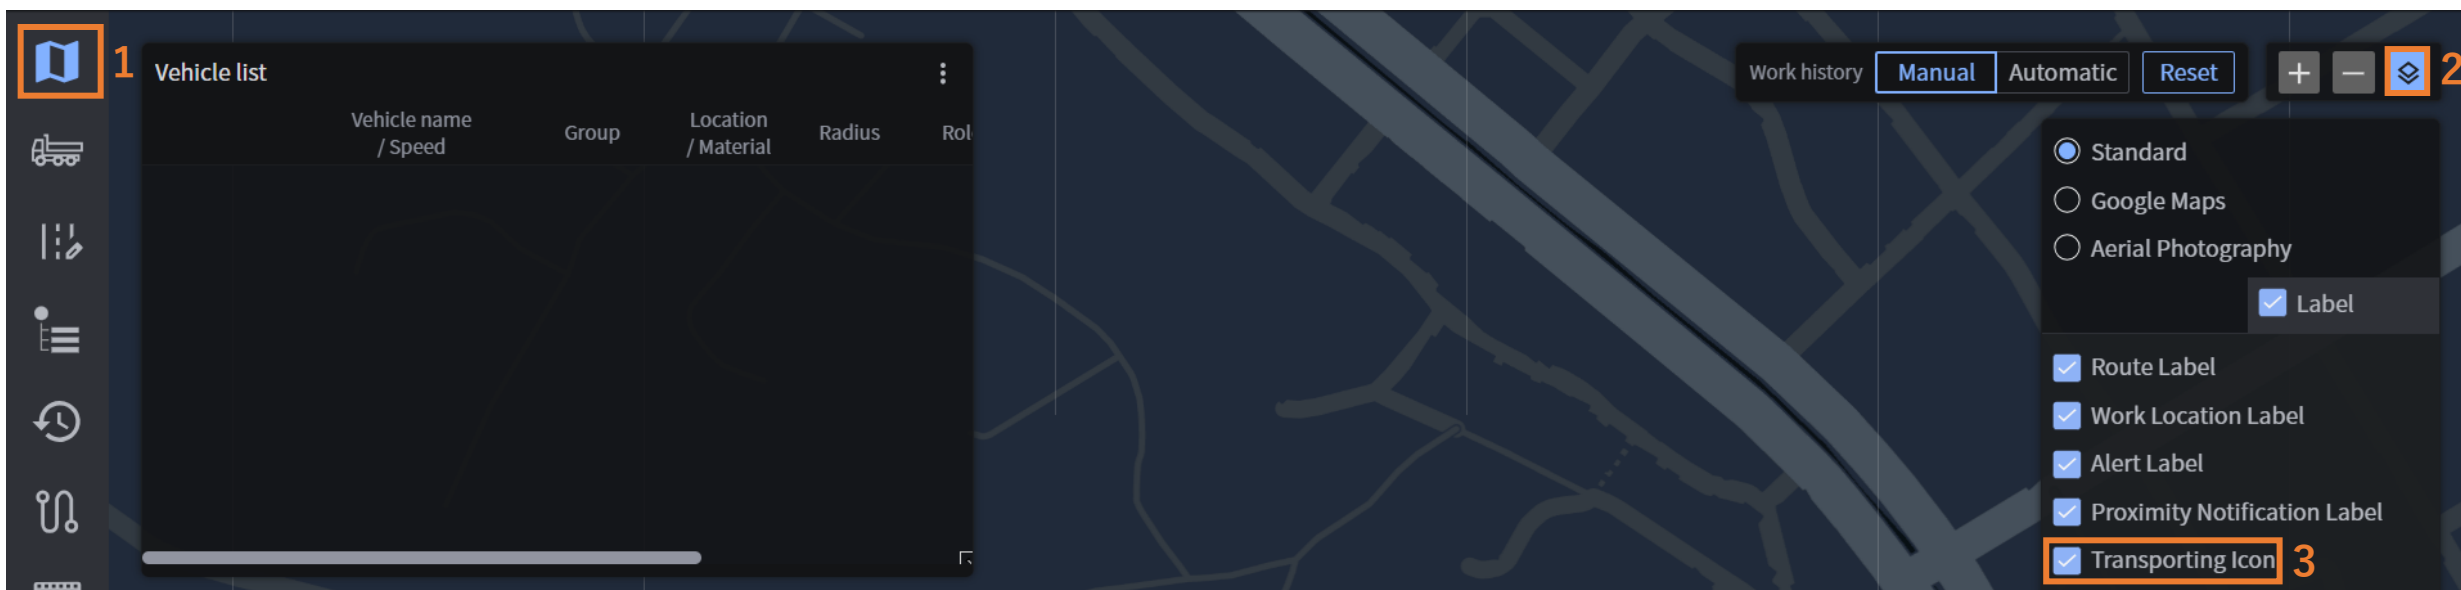 1
Vehicle list
Vehicle name
/ Speed
Group
Location
/ Material
Radius
Rol
Work history
Manual
Automatic
Reset
2
Standard
Google Maps
Aerial Photography
Label
Route Label
Work Location Label
Alert Label
Proximity Notification Label
Transporting Icon
3